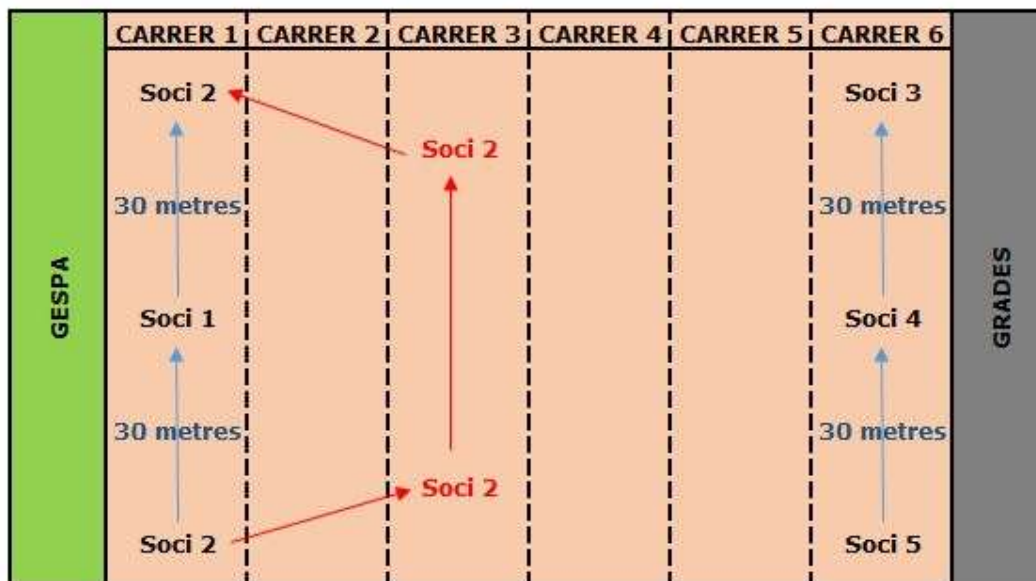 CARRER 1 CARRER 2 CARRER 3 CARRER 4 CARRER 5 CARRER 6
Soci 2 Soci 3
Soci 2
30 metres 30 metres
GESPA
Soci 1 Soci 4
GRADES
30 metres 30 metres
Soci 2
Soci 2 Soci 5